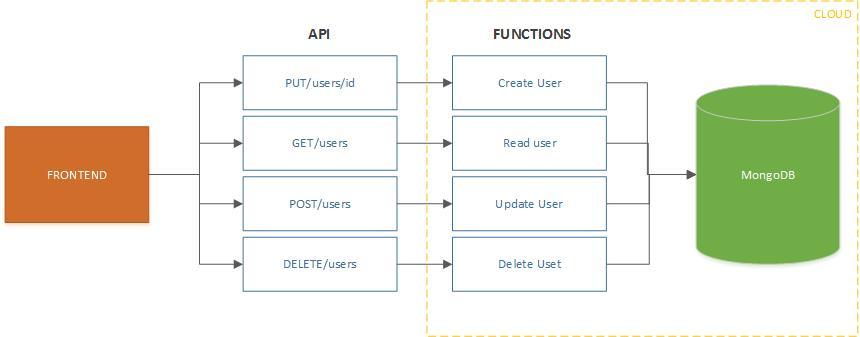 CLOUD
API
FUNCTIONS
PUT/users/id
Create User
GET/users
Read user
FRONTEND
MongoDB
POST/users
Update User
DELETE/users
Delete Uset